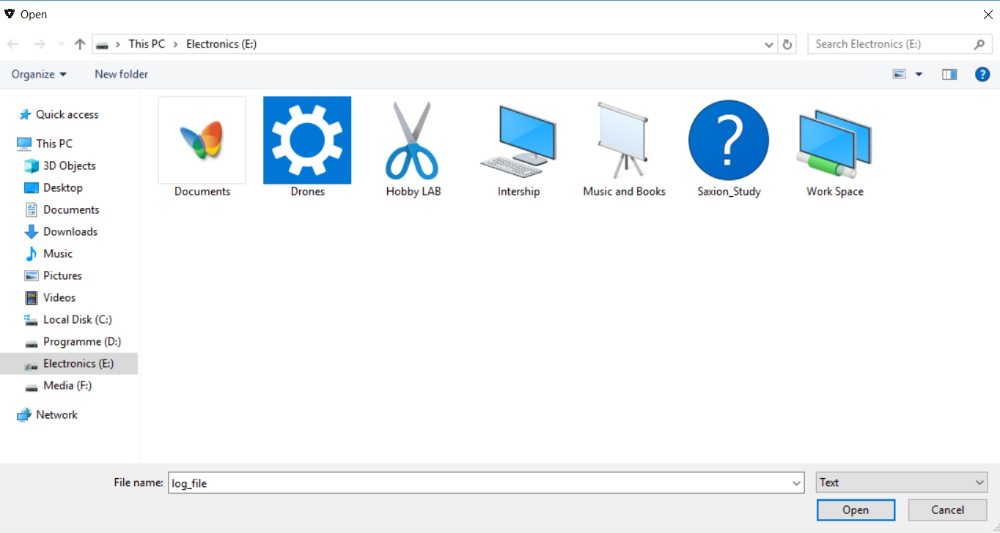 Open
This PC > Electronics (E:)
Search Electronics (E:)
Organize
New folder
Quick access
This PC
3D Objects
Desktop
Documents
Downloads
Music
Pictures
Videos
Local Disk (C:)
Programme (D:)
Electronics (E:)
Media (F:)
Network
Documents
Drones
Hobby LAB
Intership
Music and Books
Saxion_Study
Work Space
File name: log_file
Text
Open
Cancel